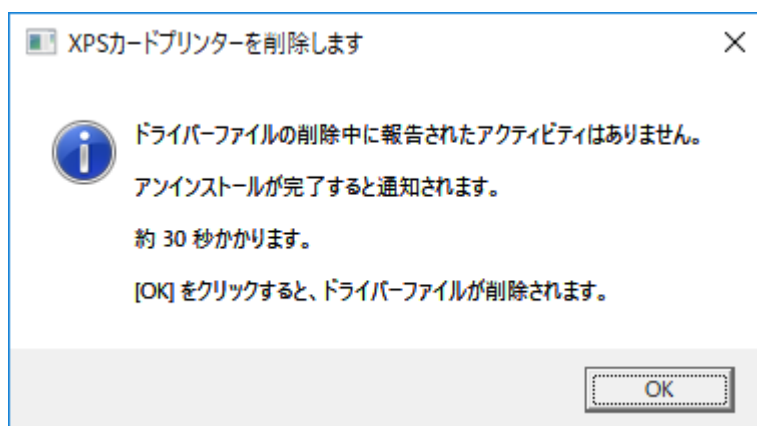 XPSカードプリンターを削除します
ドライバーファイルの削除中に報告されたアクティビティはありません。
アンインストールが完了すると通知されます。
約 30 秒かかります。
[OK] をクリックすると、ドライバーファイルが削除されます。
OK